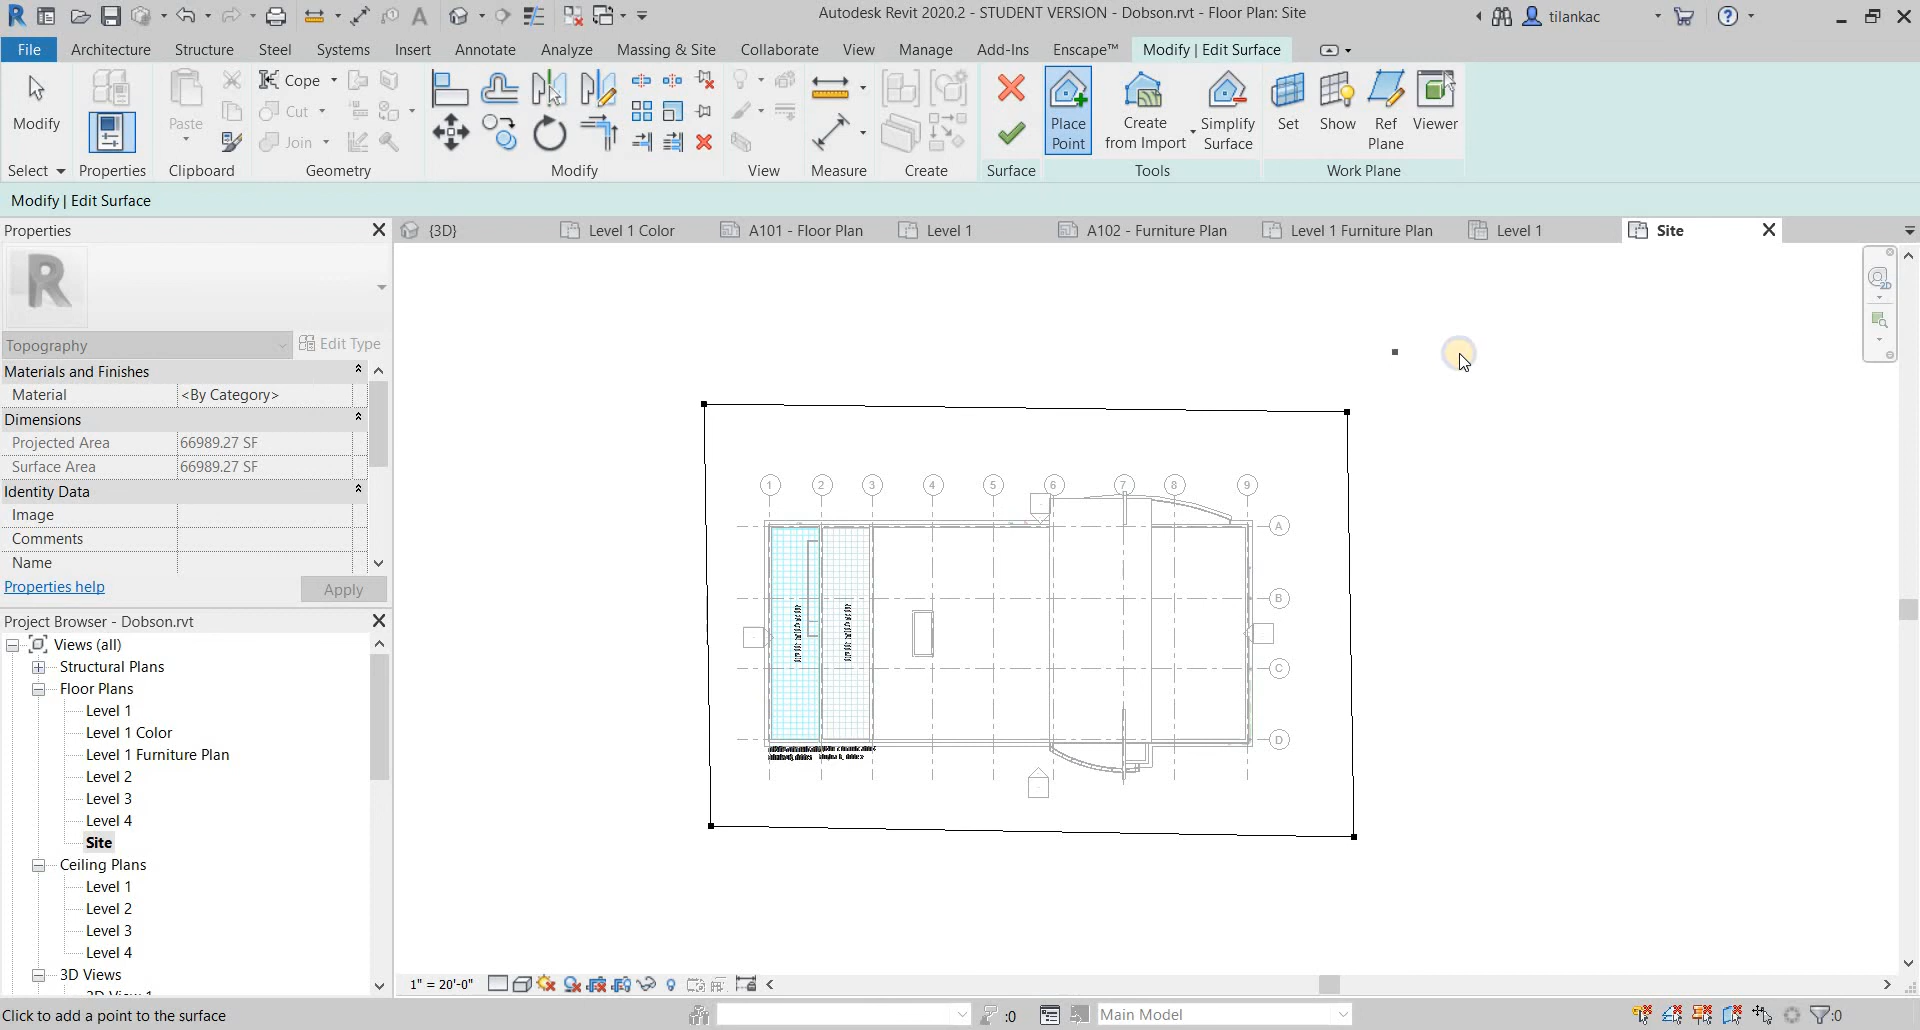 Autodesk Revit 2020.2 - STUDENT VERSION - Dobson.rvt - Floor Plan: Site
tilankac
File
Architecture
Structure
Steel
Systems
Insert
Annotate
Analyze
Massing & Site
Collaborate
View
Manage
Add-Ins
Enscape™
Modify | Edit Surface
Modify
Paste
Cope
Cut
Join
Place Point
Create from Import
Simplify Surface
Set
Show
Ref Plane
Viewer
Select
Properties
Clipboard
Geometry
Modify
View
Measure
Create
Surface
Tools
Work Plane
Modify | Edit Surface
Properties
{3D}
Level 1 Color
A101 - Floor Plan
Level 1
A102 - Furniture Plan
Level 1 Furniture Plan
Level 1
Site
R
2D
Topography
Edit Type
Materials and Finishes
Material <By Category>
Dimensions
Projected Area 66989.27 SF
Surface Area 66989.27 SF
Identity Data
Image
Comments
Name
Properties help
Apply
1 2 3 4 5 6 7 8 9
A
B
C
D
Project Browser - Dobson.rvt
Views (all)
Structural Plans
Floor Plans
Level 1
Level 1 Color
Level 1 Furniture Plan
Level 2
Level 3
Level 4
Site
Ceiling Plans
Level 1
Level 2
Level 3
Level 4
3D Views
1" = 20'-0"
Click to add a point to the surface
:0
Main Model
:0